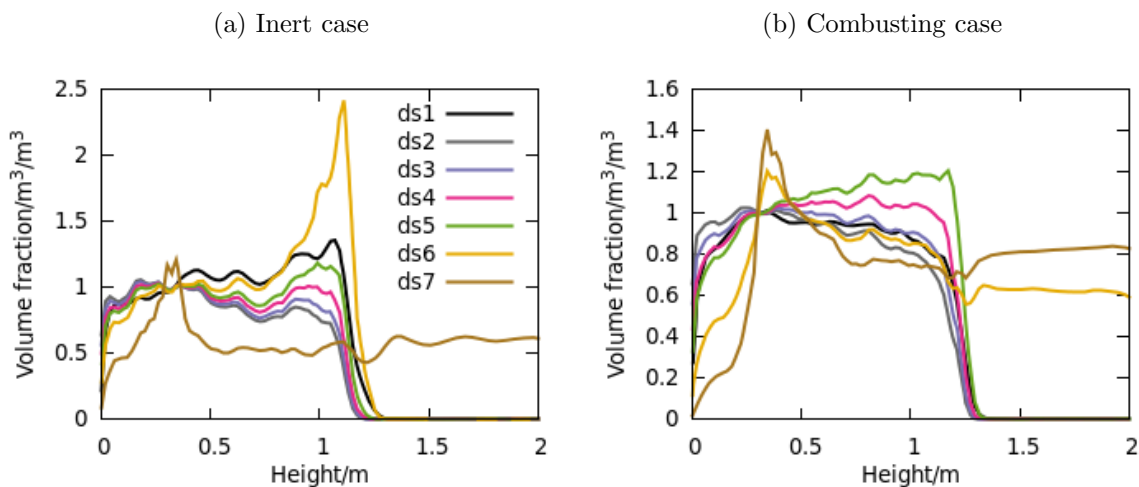 (a) Inert case
Volume fraction/m³/m³
2.5
2
1.5
1
0.5
0
ds1
ds2
ds3
ds4
ds5
ds6
ds7
0 0.5 1 1.5 2
Height/m
(b) Combusting case
Volume fraction/m³/m³
1.6
1.4
1.2
1
0.8
0.6
0.4
0.2
0
0 0.5 1 1.5 2
Height/m